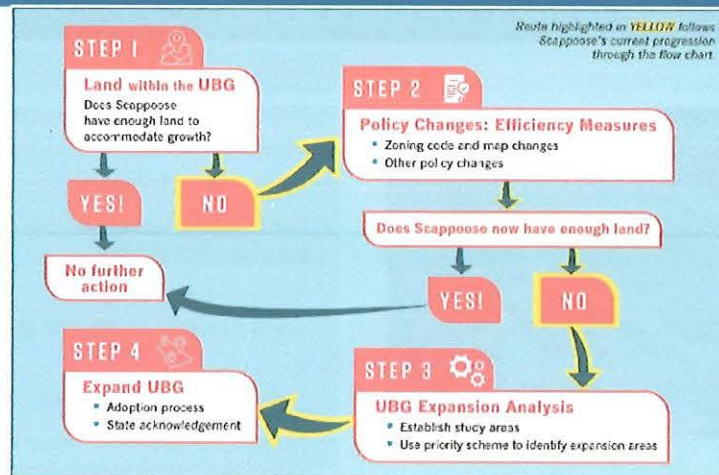 Route highlighted in YELLOW follows
Scappoose's current progression
through the flow chart.
STEP 1
Land within the UBG
Does Scappoose
have enough land to
accommodate growth?
YES!
NO
No further
action
STEP 2
Policy Changes: Efficiency Measures
Zoning code and map changes
Other policy changes
Does Scappoose now have enough land?
YES!
NO
STEP 3
UBG Expansion Analysis
Establish study areas
Use priority scheme to identify expansion areas
STEP 4
Expand UBG
Adoption process
State acknowledgement